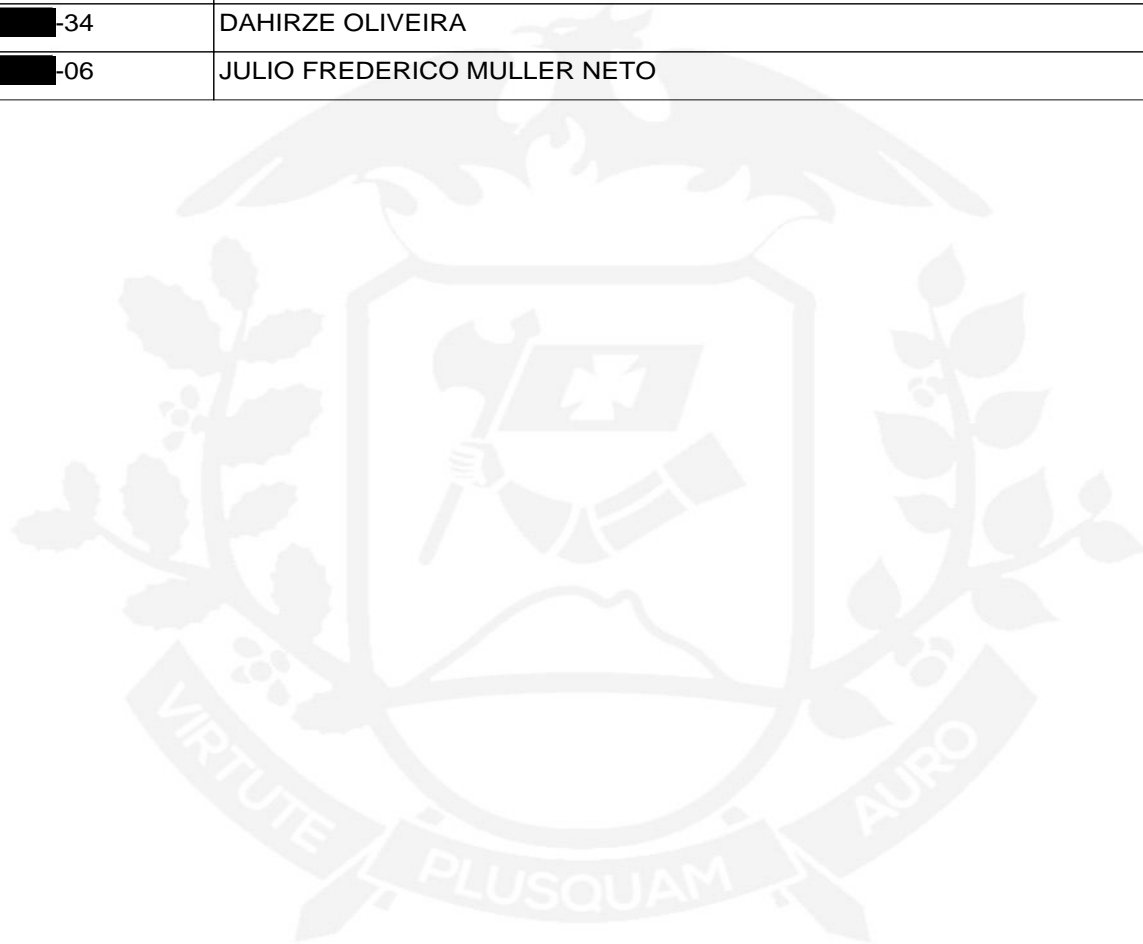 -34 DAHIRZE OLIVEIRA
-06 JULIO FREDERICO MULLER NETO
VIRTUTE PLUSQUAM AURO